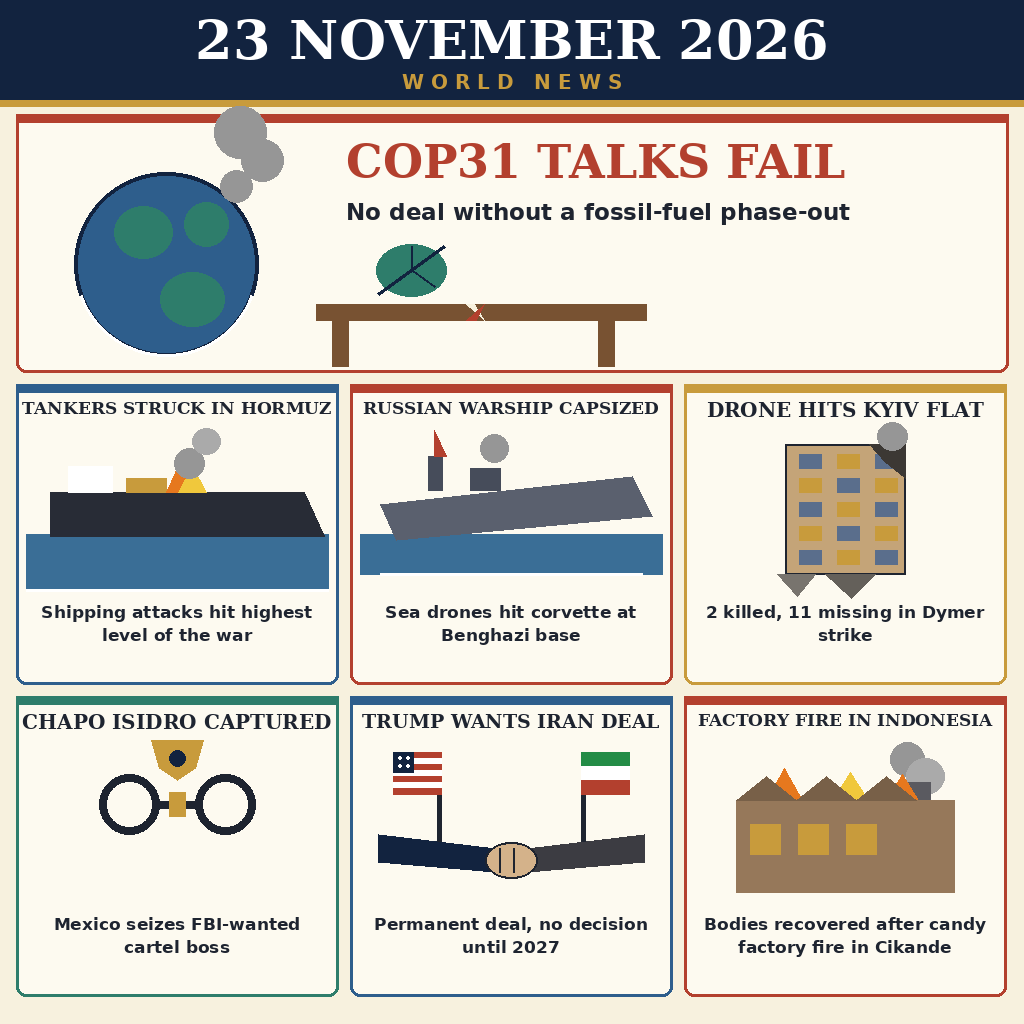 23 NOVEMBER 2026
WORLD NEWS
COP31 TALKS FAIL
No deal without a fossil-fuel phase-out
TANKERS STRUCK IN HORMUZ
Shipping attacks hit highest
level of the war
RUSSIAN WARSHIP CAPSIZED
Sea drones hit corvette at
Benghazi base
DRONE HITS KYIV FLAT
2 killed, 11 missing in Dymer
strike
CHAPO ISIDRO CAPTURED
Mexico seizes FBI-wanted
cartel boss
TRUMP WANTS IRAN DEAL
Permanent deal, no decision
until 2027
FACTORY FIRE IN INDONESIA
Bodies recovered after candy
factory fire in Cikande